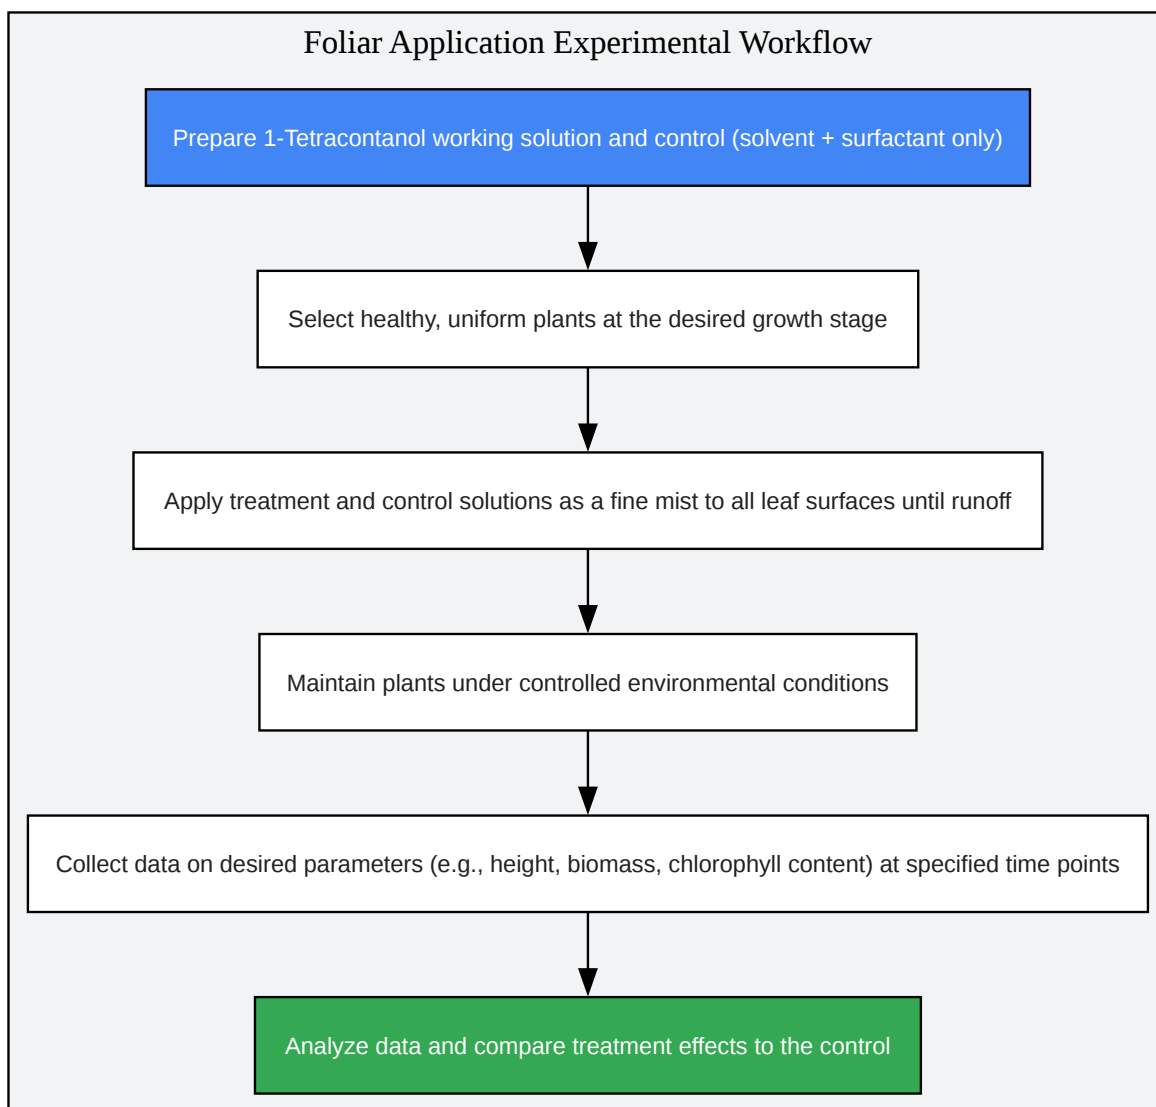 Foliar Application Experimental Workflow
Prepare 1-Tetracontanol working solution and control (solvent + surfactant only)
Select healthy, uniform plants at the desired growth stage
Apply treatment and control solutions as a fine mist to all leaf surfaces until runoff
Maintain plants under controlled environmental conditions
Collect data on desired parameters (e.g., height, biomass, chlorophyll content) at specified time points
Analyze data and compare treatment effects to the control